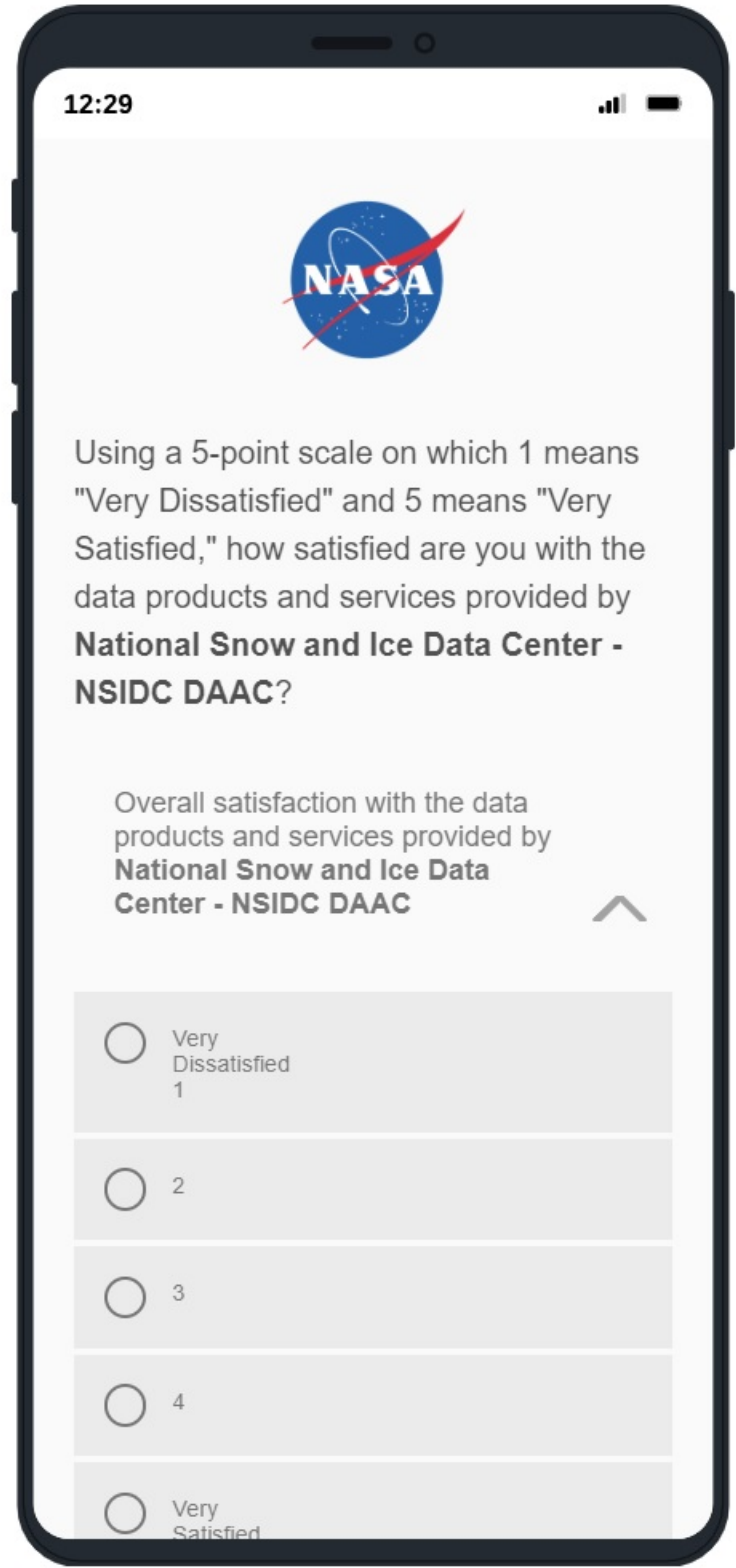 12:29
NASA
Using a 5-point scale on which 1 means
"Very Dissatisfied" and 5 means "Very
Satisfied," how satisfied are you with the
data products and services provided by
National Snow and Ice Data Center -
NSIDC DAAC?
Overall satisfaction with the data
products and services provided by
National Snow and Ice Data
Center - NSIDC DAAC
Very
Dissatisfied
1
2
3
4
Very
Satisfied